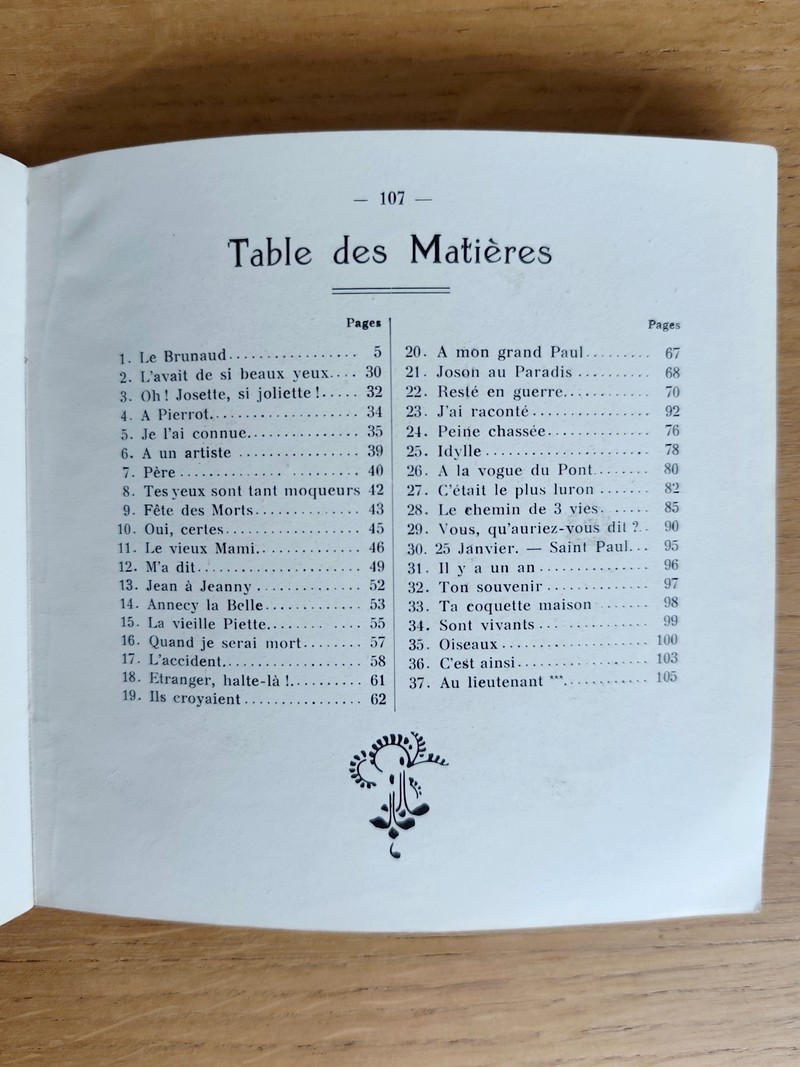 — 107 —
Table des Matières
Pages
1. Le Brunaud................. 5
2. L'avait de si beaux yeux.... 30
3. Oh ! Josette, si joliette !..... 32
4. A Pierrot................... 34
5. Je l'ai connue............... 35
6. A un artiste ................ 39
7. Père ........................ 40
8. Tes yeux sont tant moqueurs 42
9. Fête des Morts.............. 43
10. Oui, certes.................. 45
11. Le vieux Mami.............. 46
12. M'a dit...................... 49
13. Jean à Jeanny .............. 52
14. Annecy la Belle............. 53
15. La vieille Piette............. 55
16. Quand je serai mort........ 57
17. L'accident................... 58
18. Etranger, halte-là !.......... 61
19. Ils croyaient ................ 62
Pages
20. A mon grand Paul......... 67
21. Joson au Paradis .......... 68
22. Resté en guerre............ 70
23. J'ai raconté................ 92
24. Peine chassée.............. 76
25. Idylle ....................... 78
26. A la vogue du Pont........ 80
27. C'était le plus luron ....... 82
28. Le chemin de 3 vies....... 85
29. Vous, qu'auriez-vous dit ?.. 90
30. 25 Janvier. — Saint Paul... 95
31. Il y a un an ................ 96
32. Ton souvenir ............... 97
33. Ta coquette maison ....... 98
34. Sont vivants ............... 99
35. Oiseaux..................... 100
36. C'est ainsi................... 103
37. Au lieutenant ***............ 105